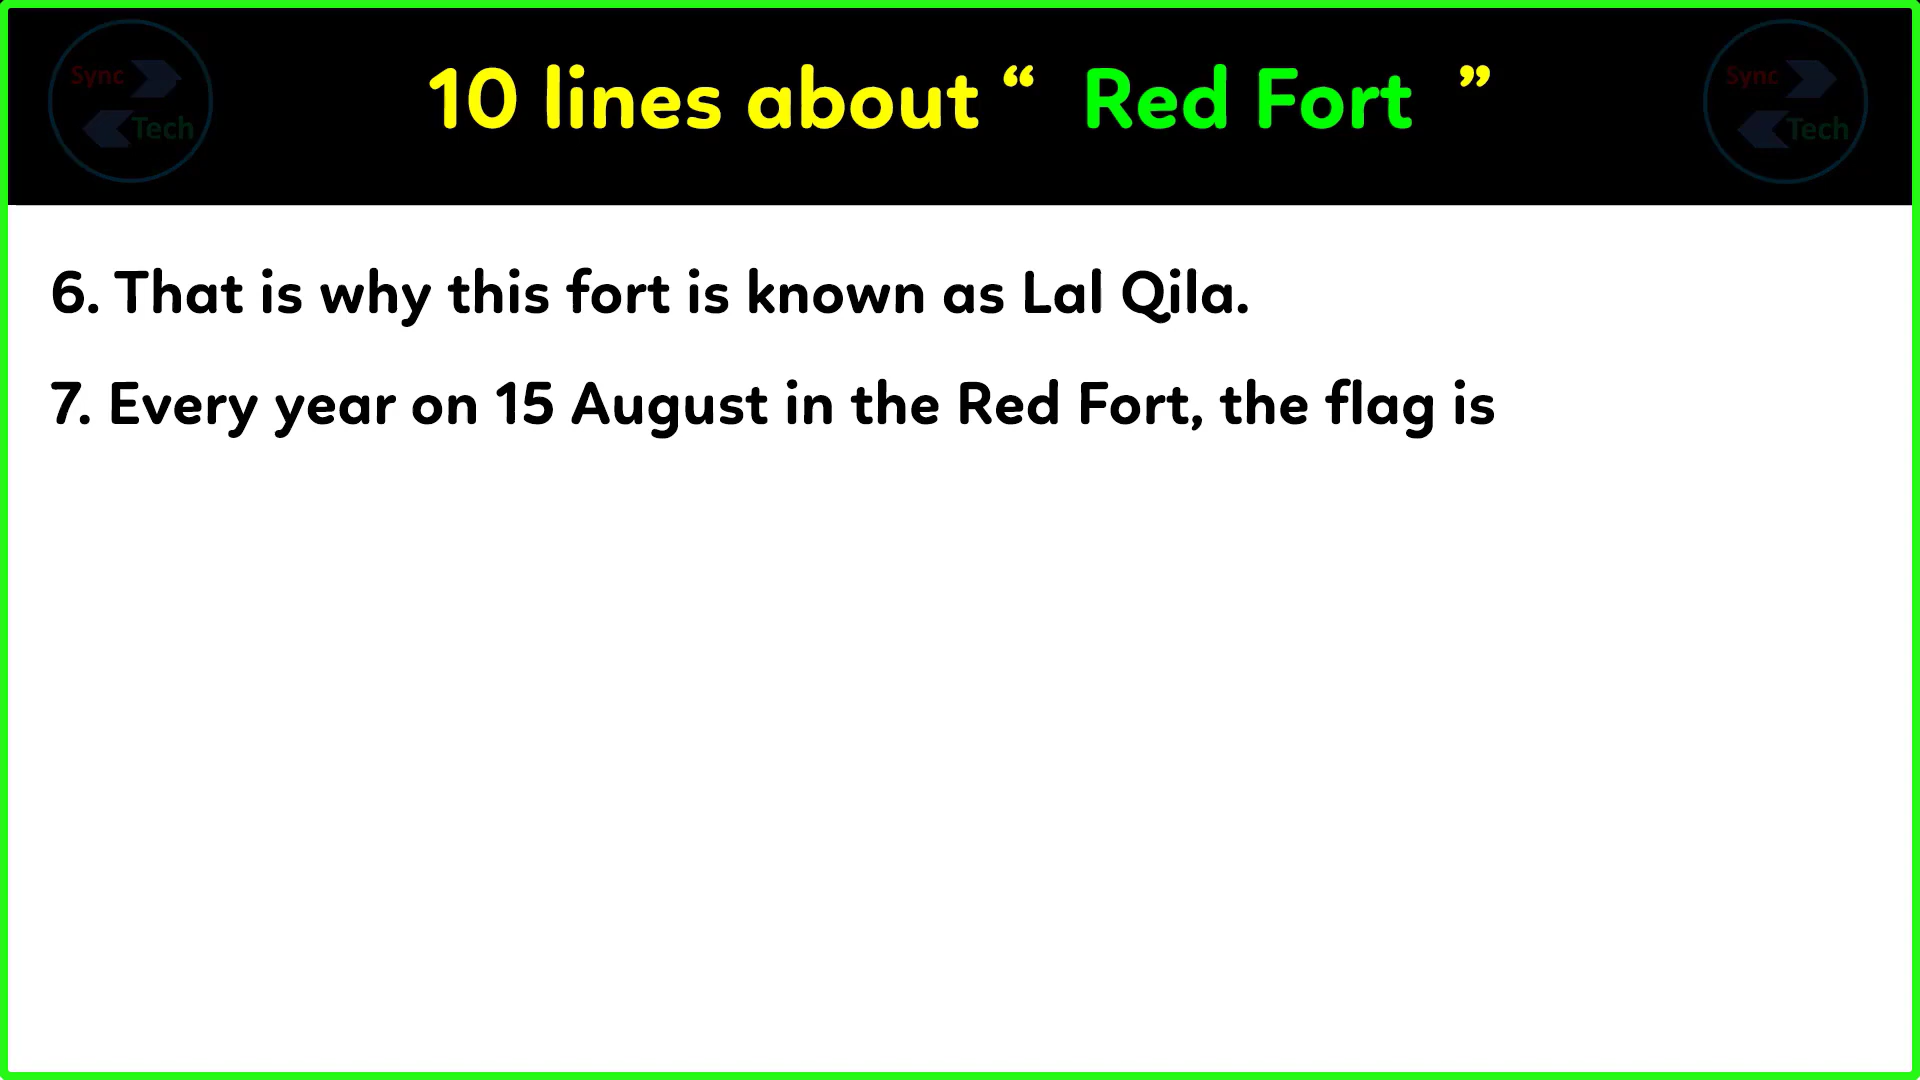 Sync
Tech
10 lines about “ Red Fort ”
Sync
Tech
6. That is why this fort is known as Lal Qila.
7. Every year on 15 August in the Red Fort, the flag is